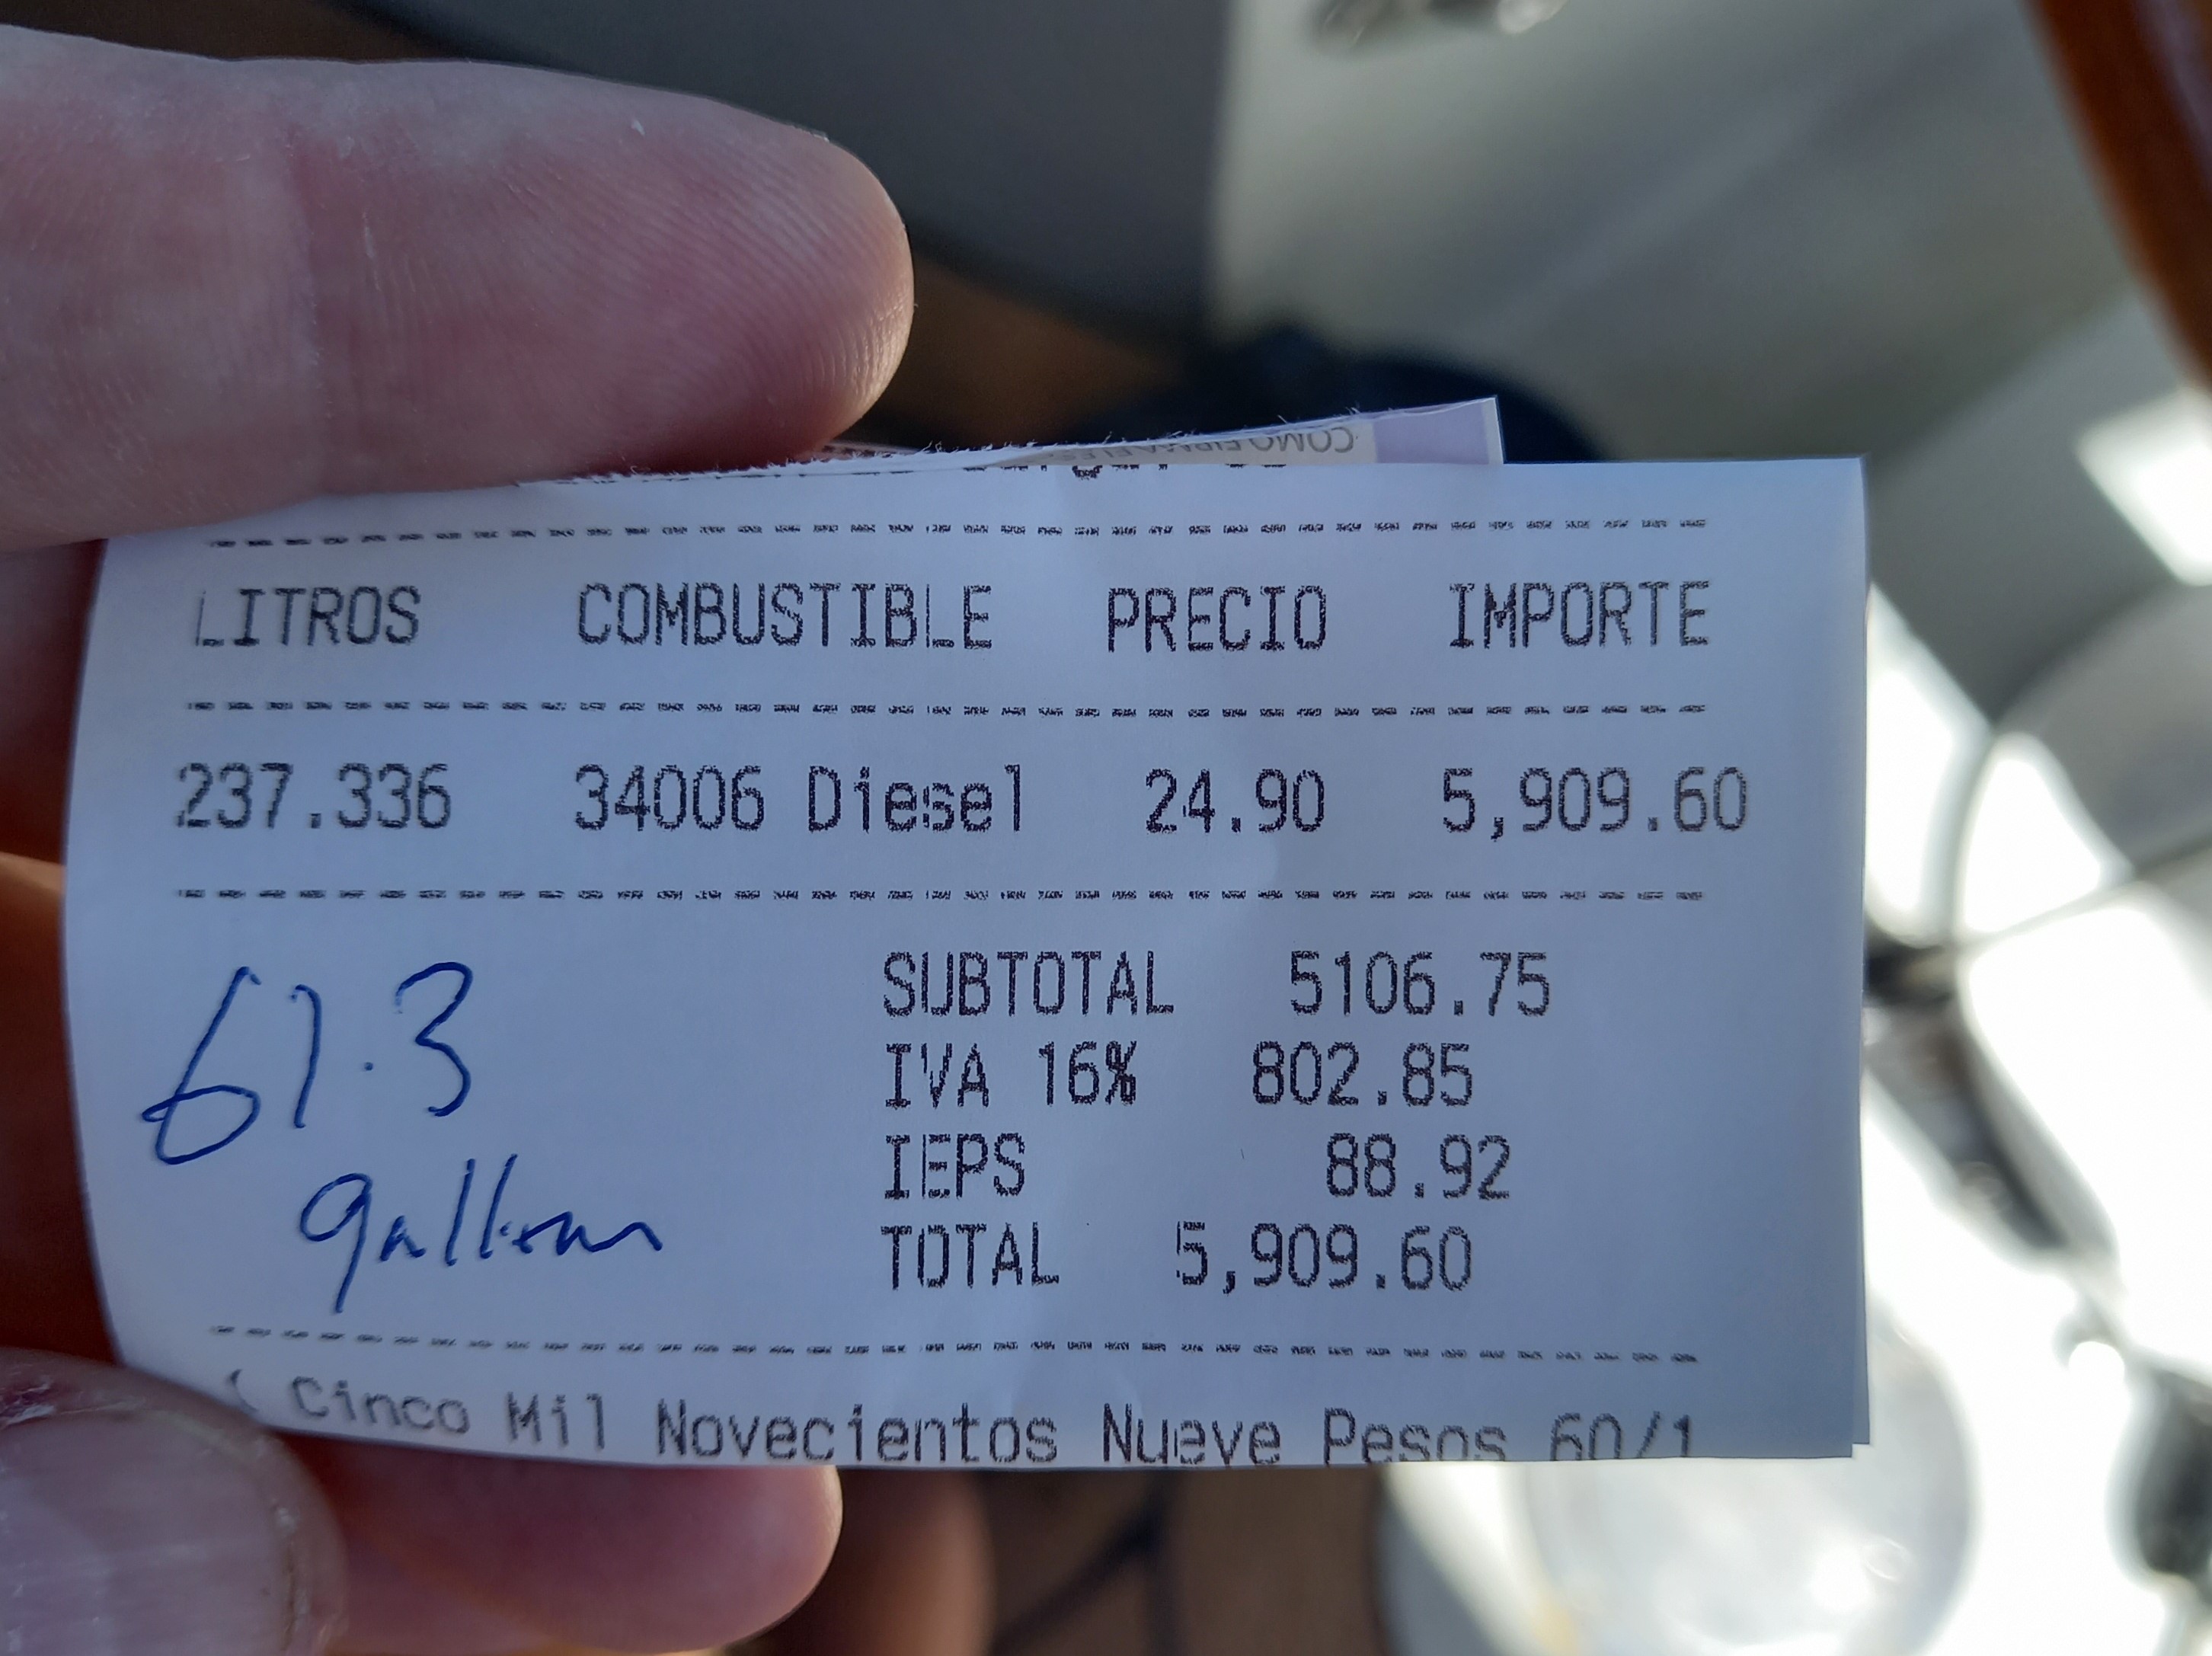 LITROS COMBUSTIBLE PRECIO IMPORTE
237.336 34006 Diesel 24.90 5,909.60
SUBTOTAL 5106.75
IVA 16% 802.85
IEPS 88.92
TOTAL 5,909.60
61.3
gallons
( Cinco Mil Novecientos Nueve Pesos 60/1